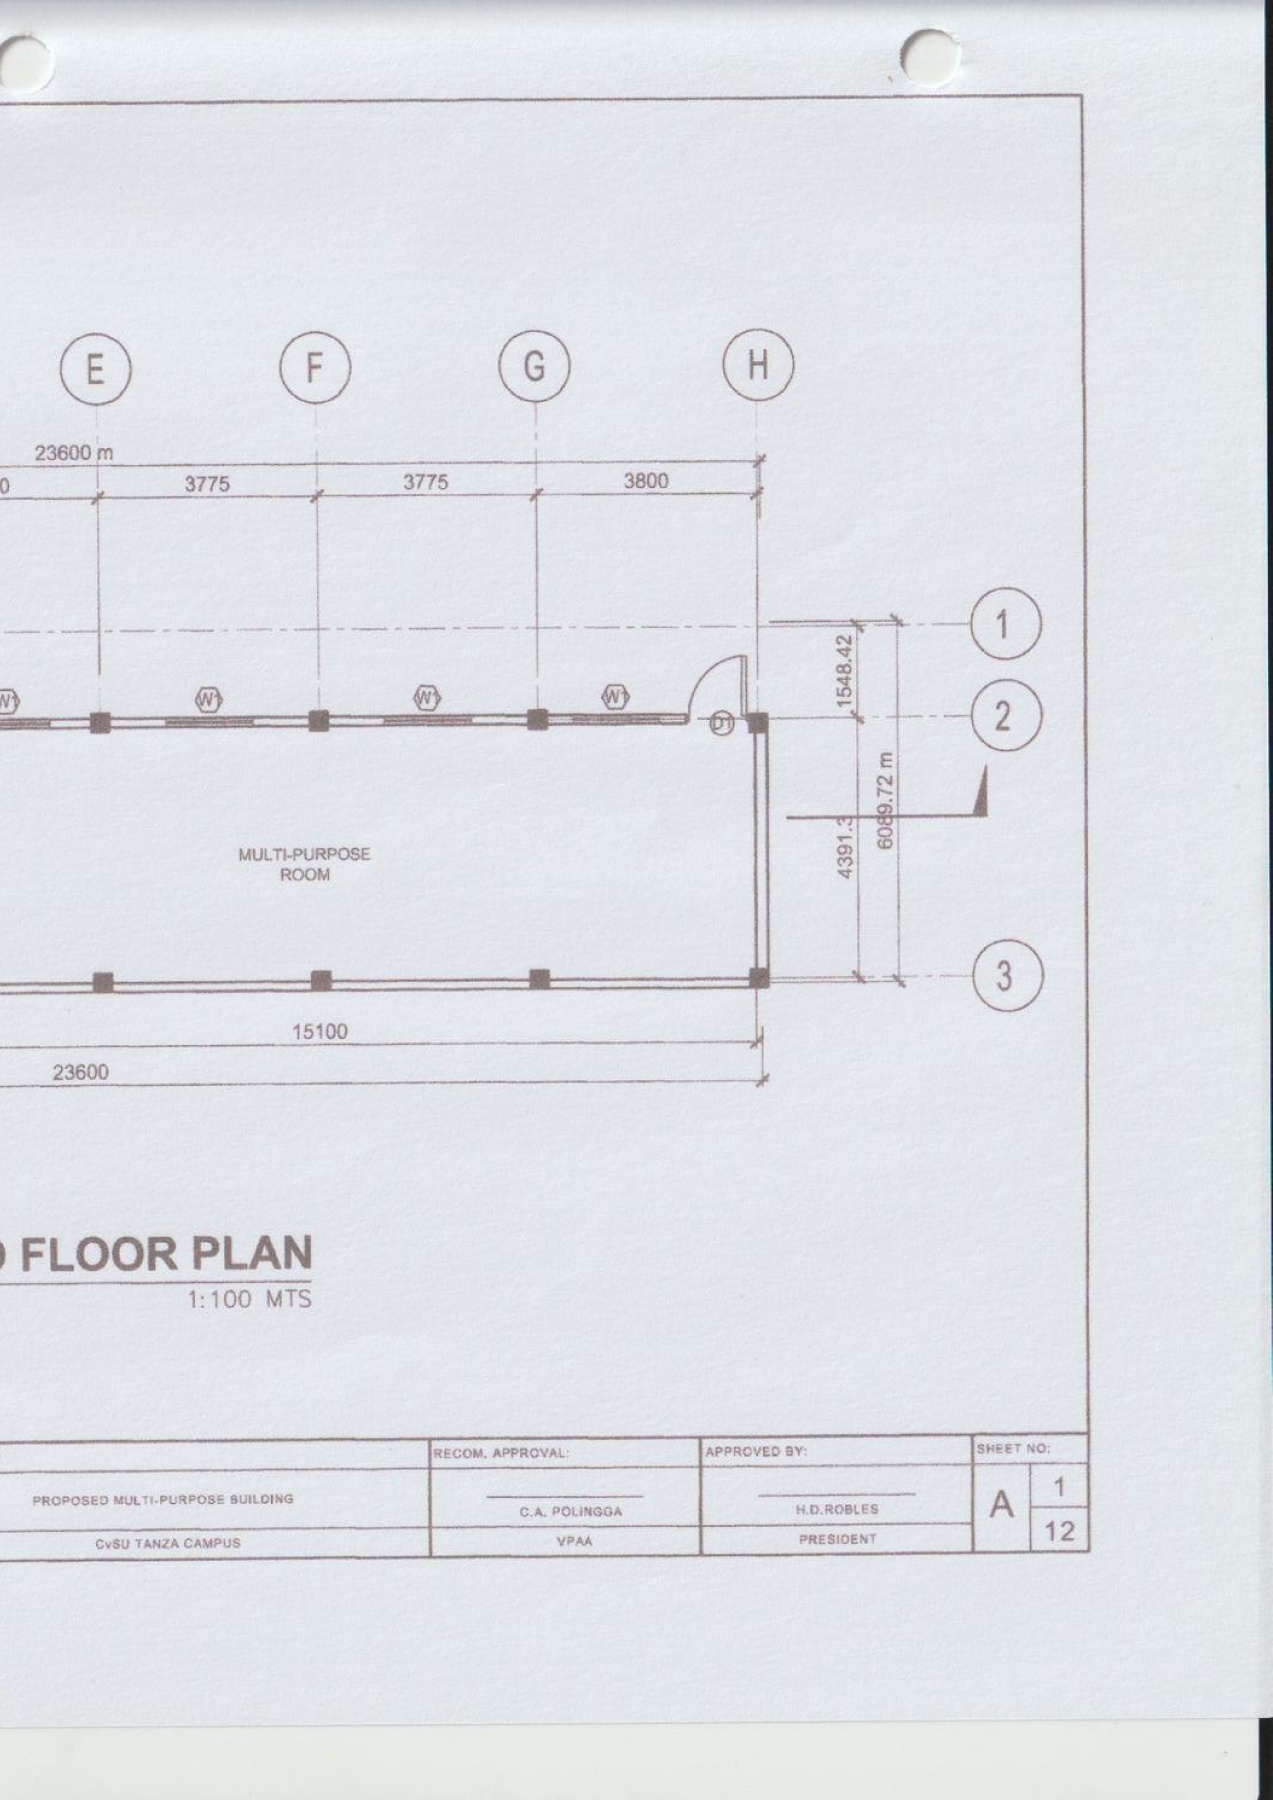 E
F
G
H
23600 m
0
3775
3775
3800
1
1548.42
W1
W1
W1
W1
D1
2
6089.72 m
4391.3
MULTI-PURPOSE
ROOM
3
15100
23600
FLOOR PLAN
1:100 MTS
RECOM. APPROVAL:
APPROVED BY:
SHEET NO:
PROPOSED MULTI-PURPOSE BUILDING
C.A. POLINGGA
H.D.ROBLES
A
1
12
CvSU TANZA CAMPUS
VPAA
PRESIDENT